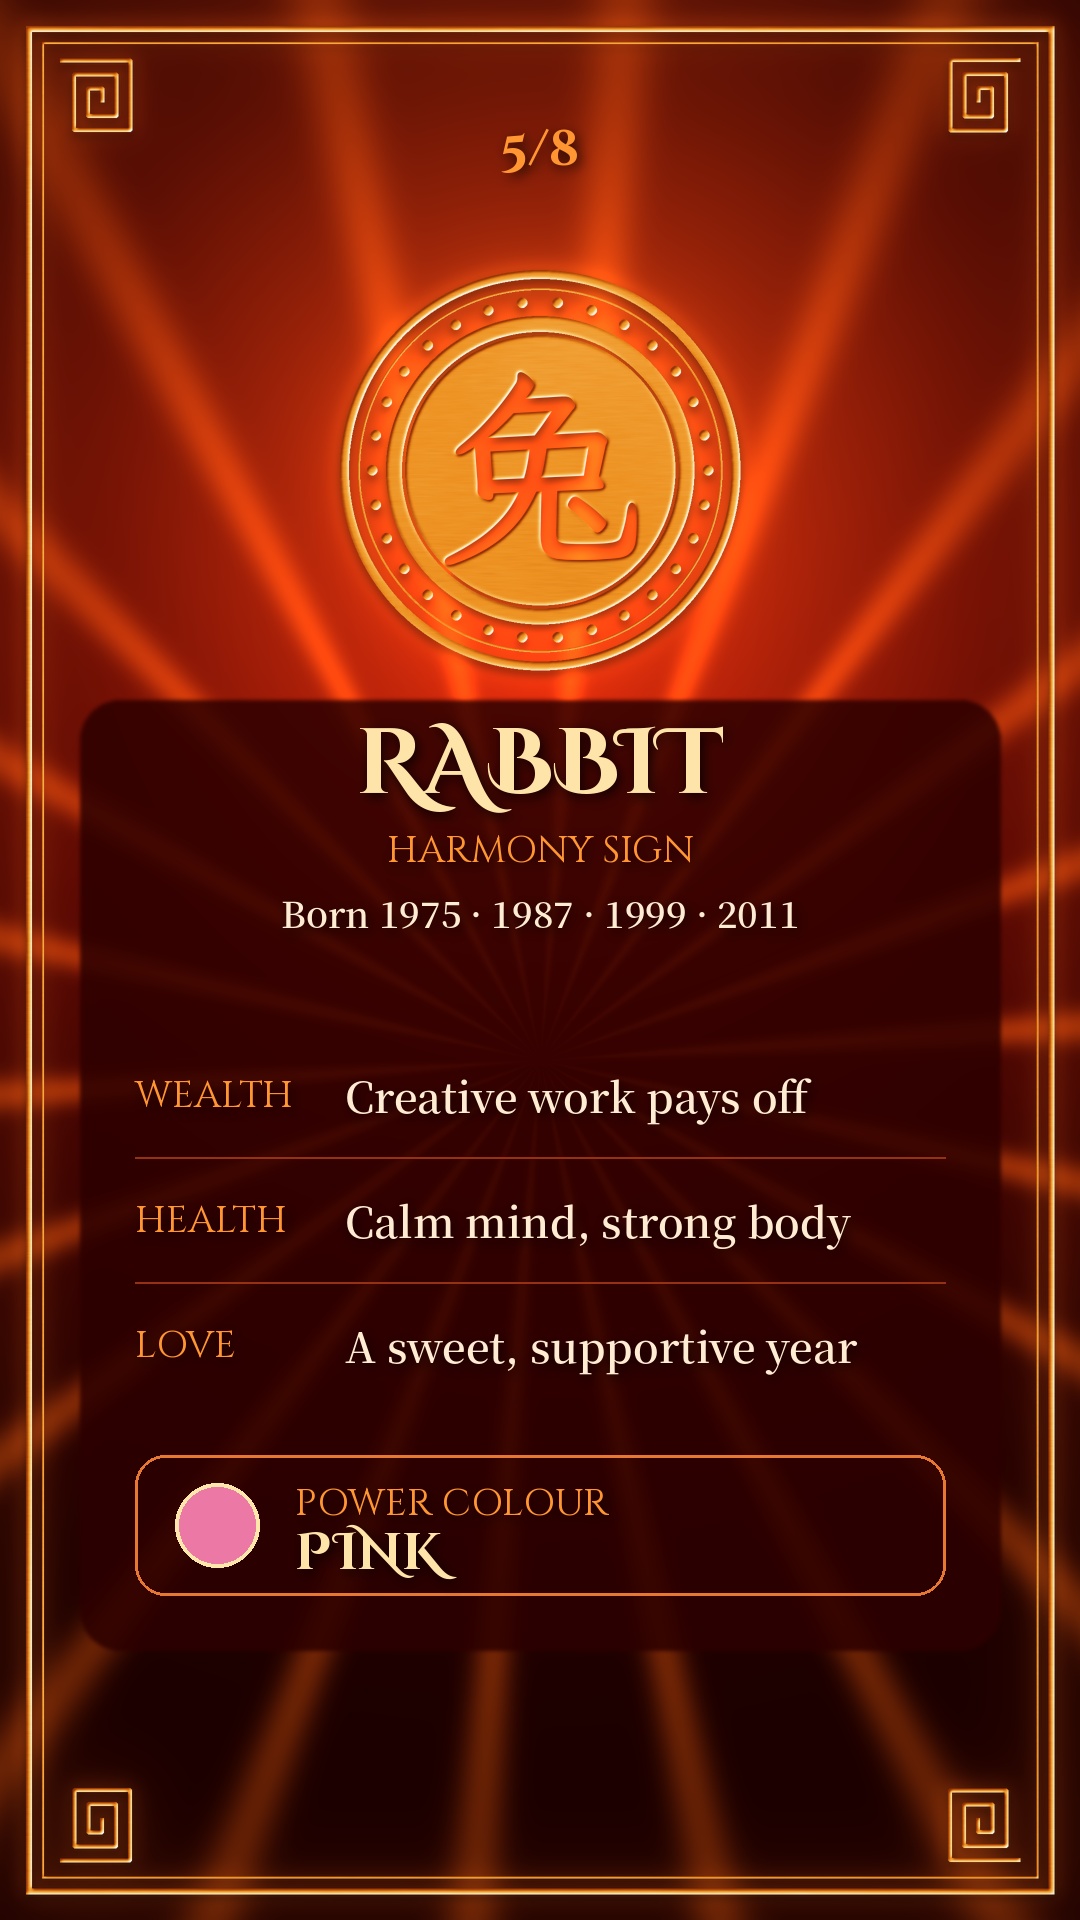 5/8
兔
RABBIT
HARMONY SIGN
Born 1975 · 1987 · 1999 · 2011
WEALTH Creative work pays off
HEALTH Calm mind, strong body
LOVE A sweet, supportive year
POWER COLOUR
PINK